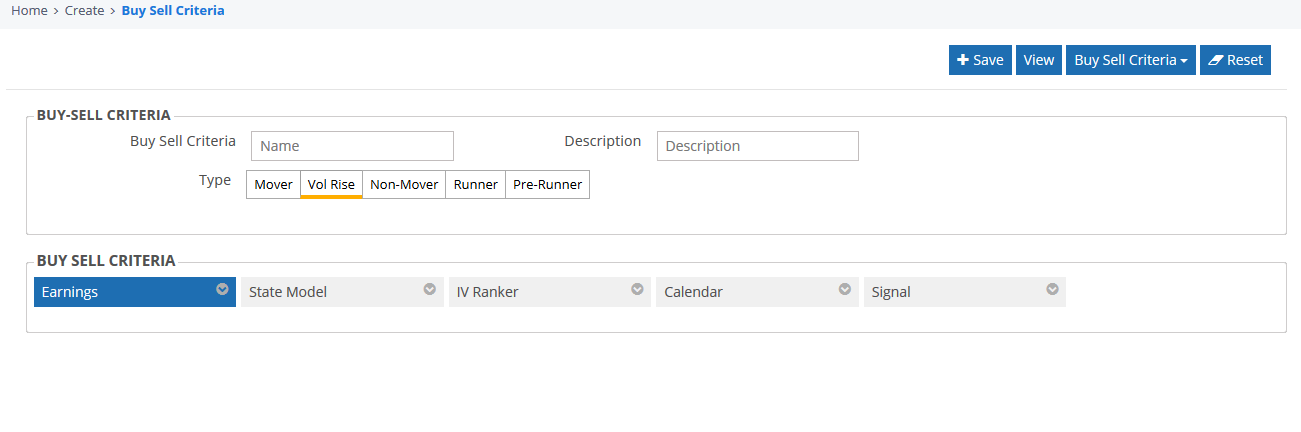 Home > Create > Buy Sell Criteria
Save View Buy Sell Criteria Reset
BUY-SELL CRITERIA
Buy Sell Criteria Name Description Description
Type Mover Vol Rise Non-Mover Runner Pre-Runner
BUY SELL CRITERIA
Earnings State Model IV Ranker Calendar Signal